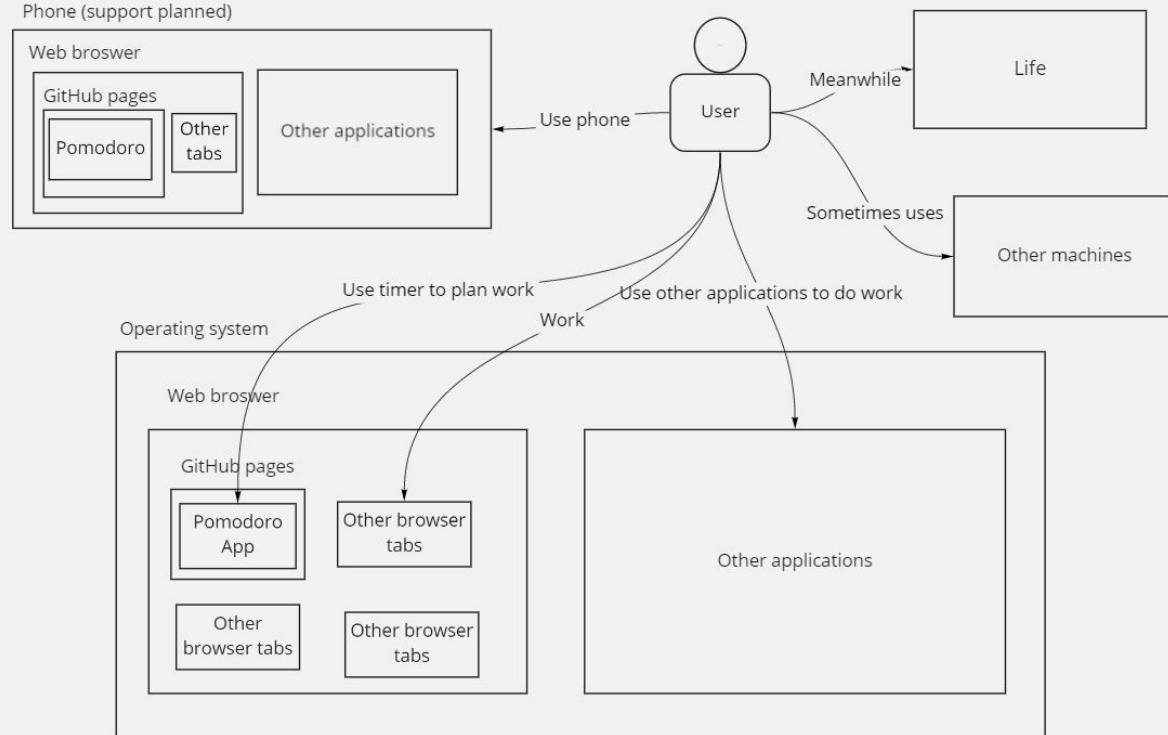 Phone (support planned)
Web broswer
GitHub pages
Pomodoro
Other
tabs
Other applications
Use phone
User
Meanwhile
Life
Sometimes uses
Other machines
Use timer to plan work
Work
Use other applications to do work
Operating system
Web broswer
GitHub pages
Pomodoro
App
Other browser
tabs
Other
browser tabs
Other browser
tabs
Other applications